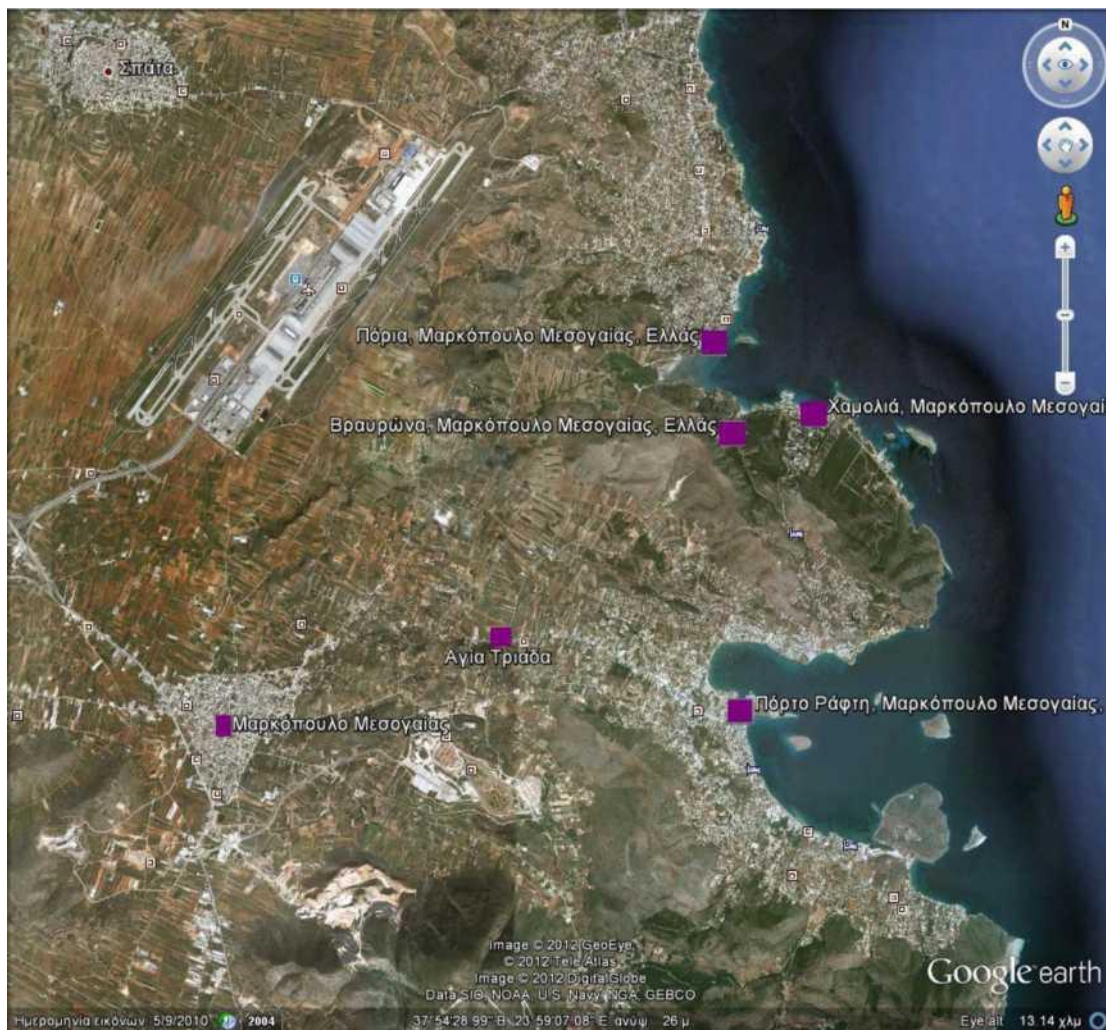 N
Σπάτα
Πόρια, Μαρκόπουλο Μεσογαίας, Ελλάς
Χαμολιά, Μαρκόπουλο Μεσογαί
Βραυρώνα, Μαρκόπουλο Μεσογαίας, Ελλάς
Αγία Τριάδα
Πόρτο Ράφτη, Μαρκόπουλο Μεσογαίας,
Μαρκόπουλο Μεσογαίας
Image © 2012 GeoEye
© 2012 Tele Atlas
Image © 2012 DigitalGlobe
Data SIO, NOAA, U.S. Navy, NGA, GEBCO
Google earth
Ημερομηνία εικόνων 5/9/2010 2004 37°54'28.99" Β 23°59'07.08" Ε ανύψ 26 μ Eye alt 13.14 χλμ